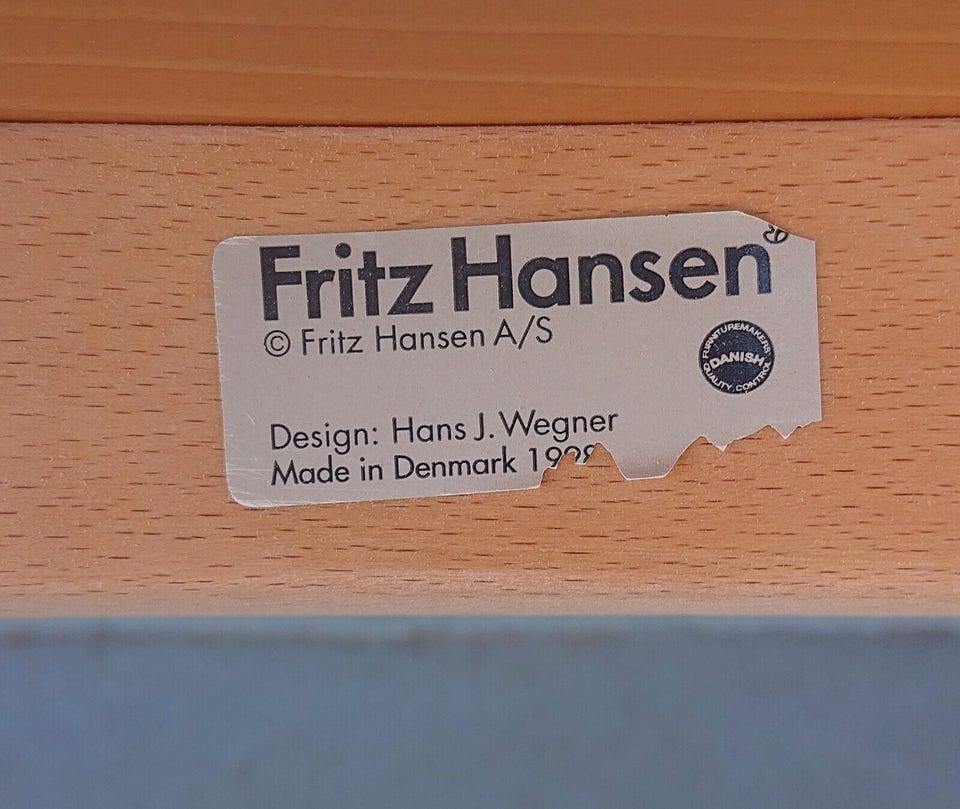 Fritz Hansen®
© Fritz Hansen A/S
FURNITUREMAKERS
DANISH
QUALITY CONTROL
Design: Hans J. Wegner
Made in Denmark